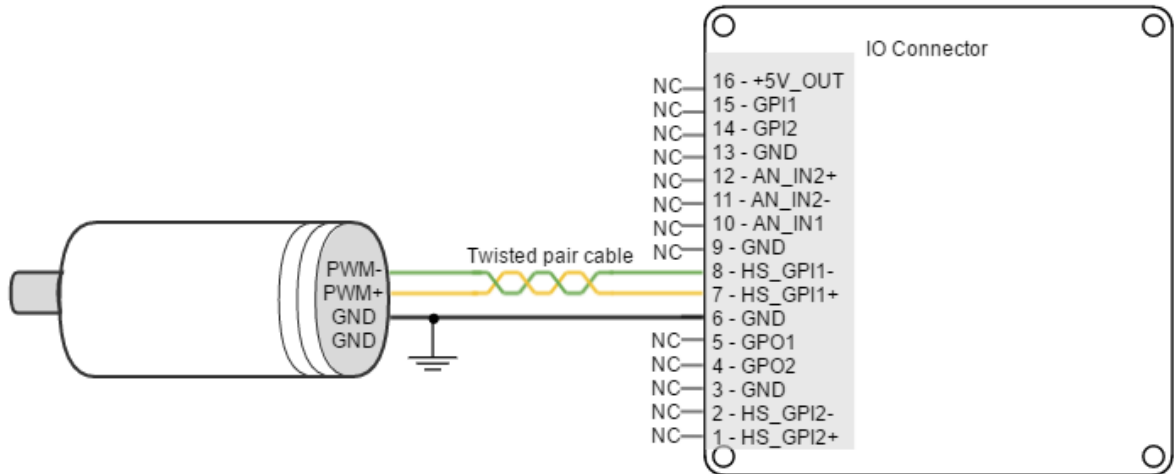 IO Connector
NC 16 - +5V_OUT
NC 15 - GPI1
NC 14 - GPI2
NC 13 - GND
NC 12 - AN_IN2+
NC 11 - AN_IN2-
NC 10 - AN_IN1
NC 9 - GND
Twisted pair cable
PWM- 8 - HS_GPI1-
PWM+ 7 - HS_GPI1+
GND 6 - GND
GND
NC 5 - GPO1
NC 4 - GPO2
NC 3 - GND
NC 2 - HS_GPI2-
NC 1 - HS_GPI2+